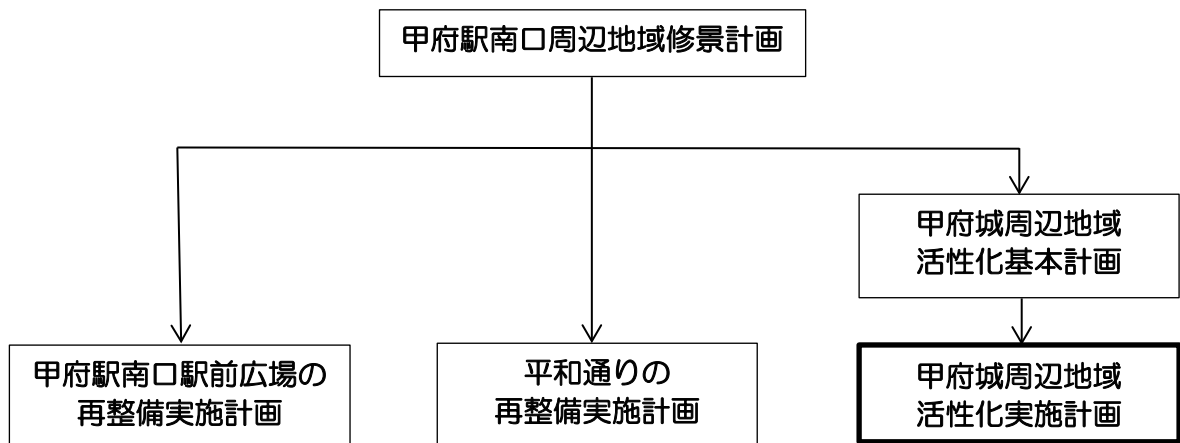 甲府駅南口周辺地域修景計画
甲府城周辺地域
活性化基本計画
甲府駅南口駅前広場の
再整備実施計画
平和通りの
再整備実施計画
甲府城周辺地域
活性化実施計画